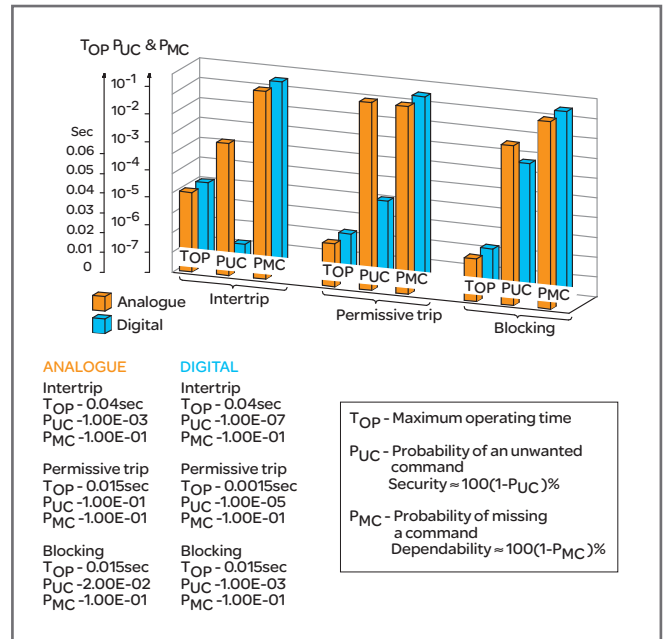 TOP PUC & PMC
Sec
0.06
0.05
0.04
0.03
0.02
0.01
0
10-1
10-2
10-3
10-4
10-5
10-6
10-7
TOP PUC PMC
Intertrip
TOP PUC PMC
Permissive trip
TOP PUC PMC
Blocking
Analogue
Digital
ANALOGUE
Intertrip
TOP - 0.04sec
PUC -1.00E-03
PMC -1.00E-01
Permissive trip
TOP - 0.015sec
PUC -1.00E-01
PMC -1.00E-01
Blocking
TOP - 0.015sec
PUC -2.00E-02
PMC -1.00E-01
DIGITAL
Intertrip
TOP - 0.04sec
PUC -1.00E-07
PMC -1.00E-01
Permissive trip
TOP - 0.0015sec
PUC -1.00E-05
PMC -1.00E-01
Blocking
TOP - 0.015sec
PUC -1.00E-03
PMC -1.00E-01
TOP - Maximum operating time
PUC - Probability of an unwanted
command
Security ≈ 100(1-PUC)%
PMC - Probability of missing
a command
Dependability ≈ 100(1-PMC)%